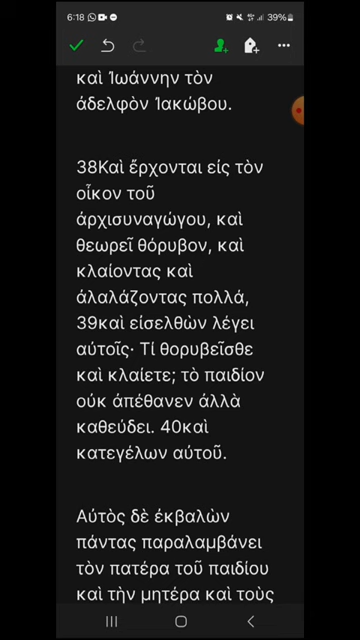 6:18
39%
καὶ Ἰωάννην τὸν
ἀδελφὸν Ἰακώβου.
38Καὶ ἔρχονται εἰς τὸν
οἶκον τοῦ
ἀρχισυναγώγου, καὶ
θεωρεῖ θόρυβον, καὶ
κλαίοντας καὶ
ἀλαλάζοντας πολλά,
39καὶ εἰσελθὼν λέγει
αὐτοῖς· Τί θορυβεῖσθε
καὶ κλαίετε; τὸ παιδίον
οὐκ ἀπέθανεν ἀλλὰ
καθεύδει. 40καὶ
κατεγέλων αὐτοῦ.
Αὐτὸς δὲ ἐκβαλὼν
πάντας παραλαμβάνει
τὸν πατέρα τοῦ παιδίου
καὶ τὴν μητέρα καὶ τοὺς